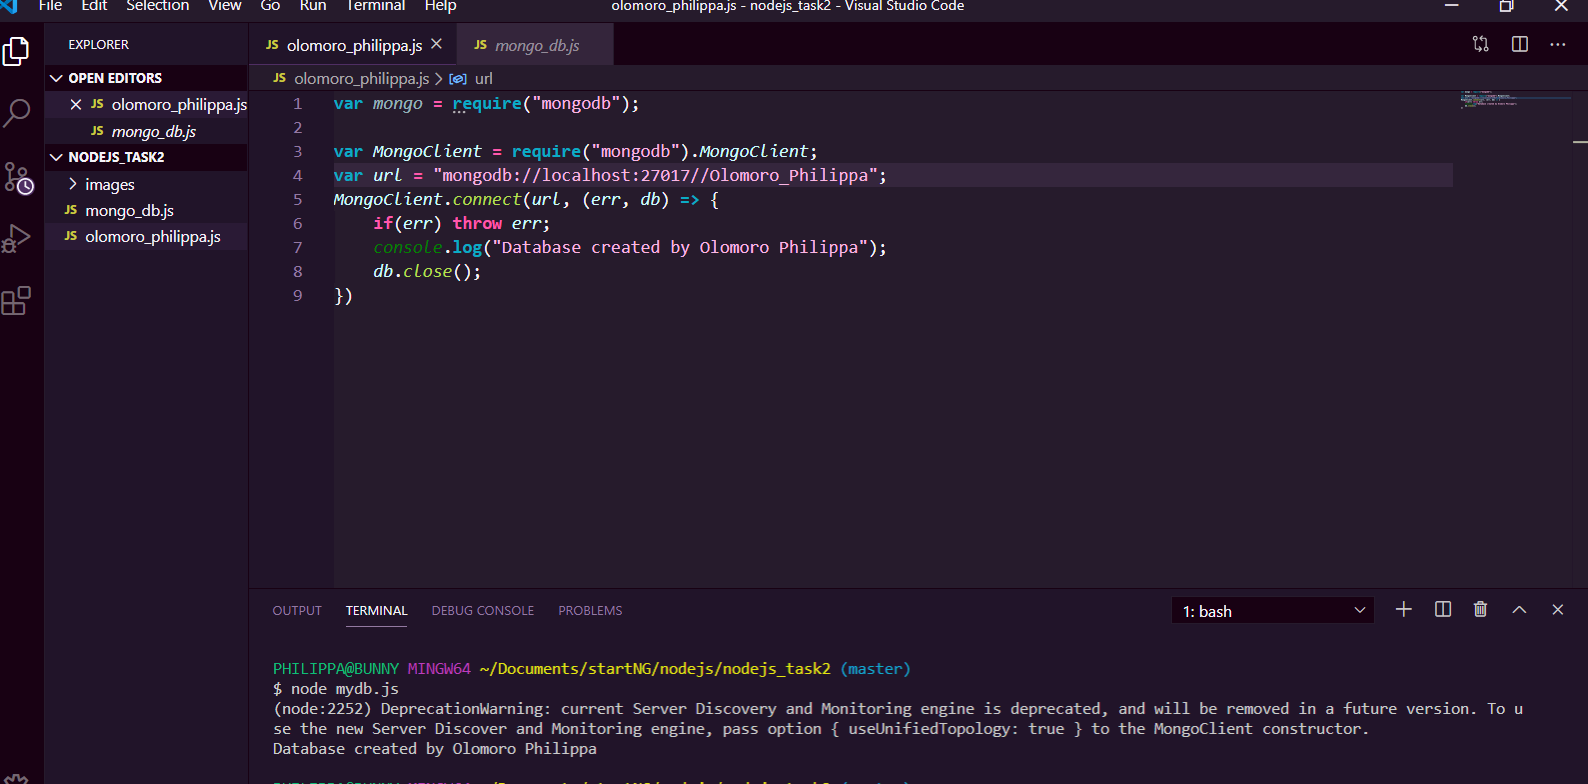 File Edit Selection View Go Run Terminal Help olomoro_philippa.js - nodejs_task2 - Visual Studio Code
EXPLORER
OPEN EDITORS
JS olomoro_philippa.js
JS mongo_db.js
NODEJS_TASK2
images
JS mongo_db.js
JS olomoro_philippa.js
JS olomoro_philippa.js JS mongo_db.js
JS olomoro_philippa.js > url
1 var mongo = require("mongodb");
2
3 var MongoClient = require("mongodb").MongoClient;
4 var url = "mongodb://localhost:27017//Olomoro_Philippa";
5 MongoClient.connect(url, (err, db) => {
6 if(err) throw err;
7 console.log("Database created by Olomoro Philippa");
8 db.close();
9 })
OUTPUT TERMINAL DEBUG CONSOLE PROBLEMS 1: bash
PHILIPPA@BUNNY MINGW64 ~/Documents/startNG/nodejs/nodejs_task2 (master)
$ node mydb.js
(node:2252) DeprecationWarning: current Server Discovery and Monitoring engine is deprecated, and will be removed in a future version. To u
se the new Server Discover and Monitoring engine, pass option { useUnifiedTopology: true } to the MongoClient constructor.
Database created by Olomoro Philippa